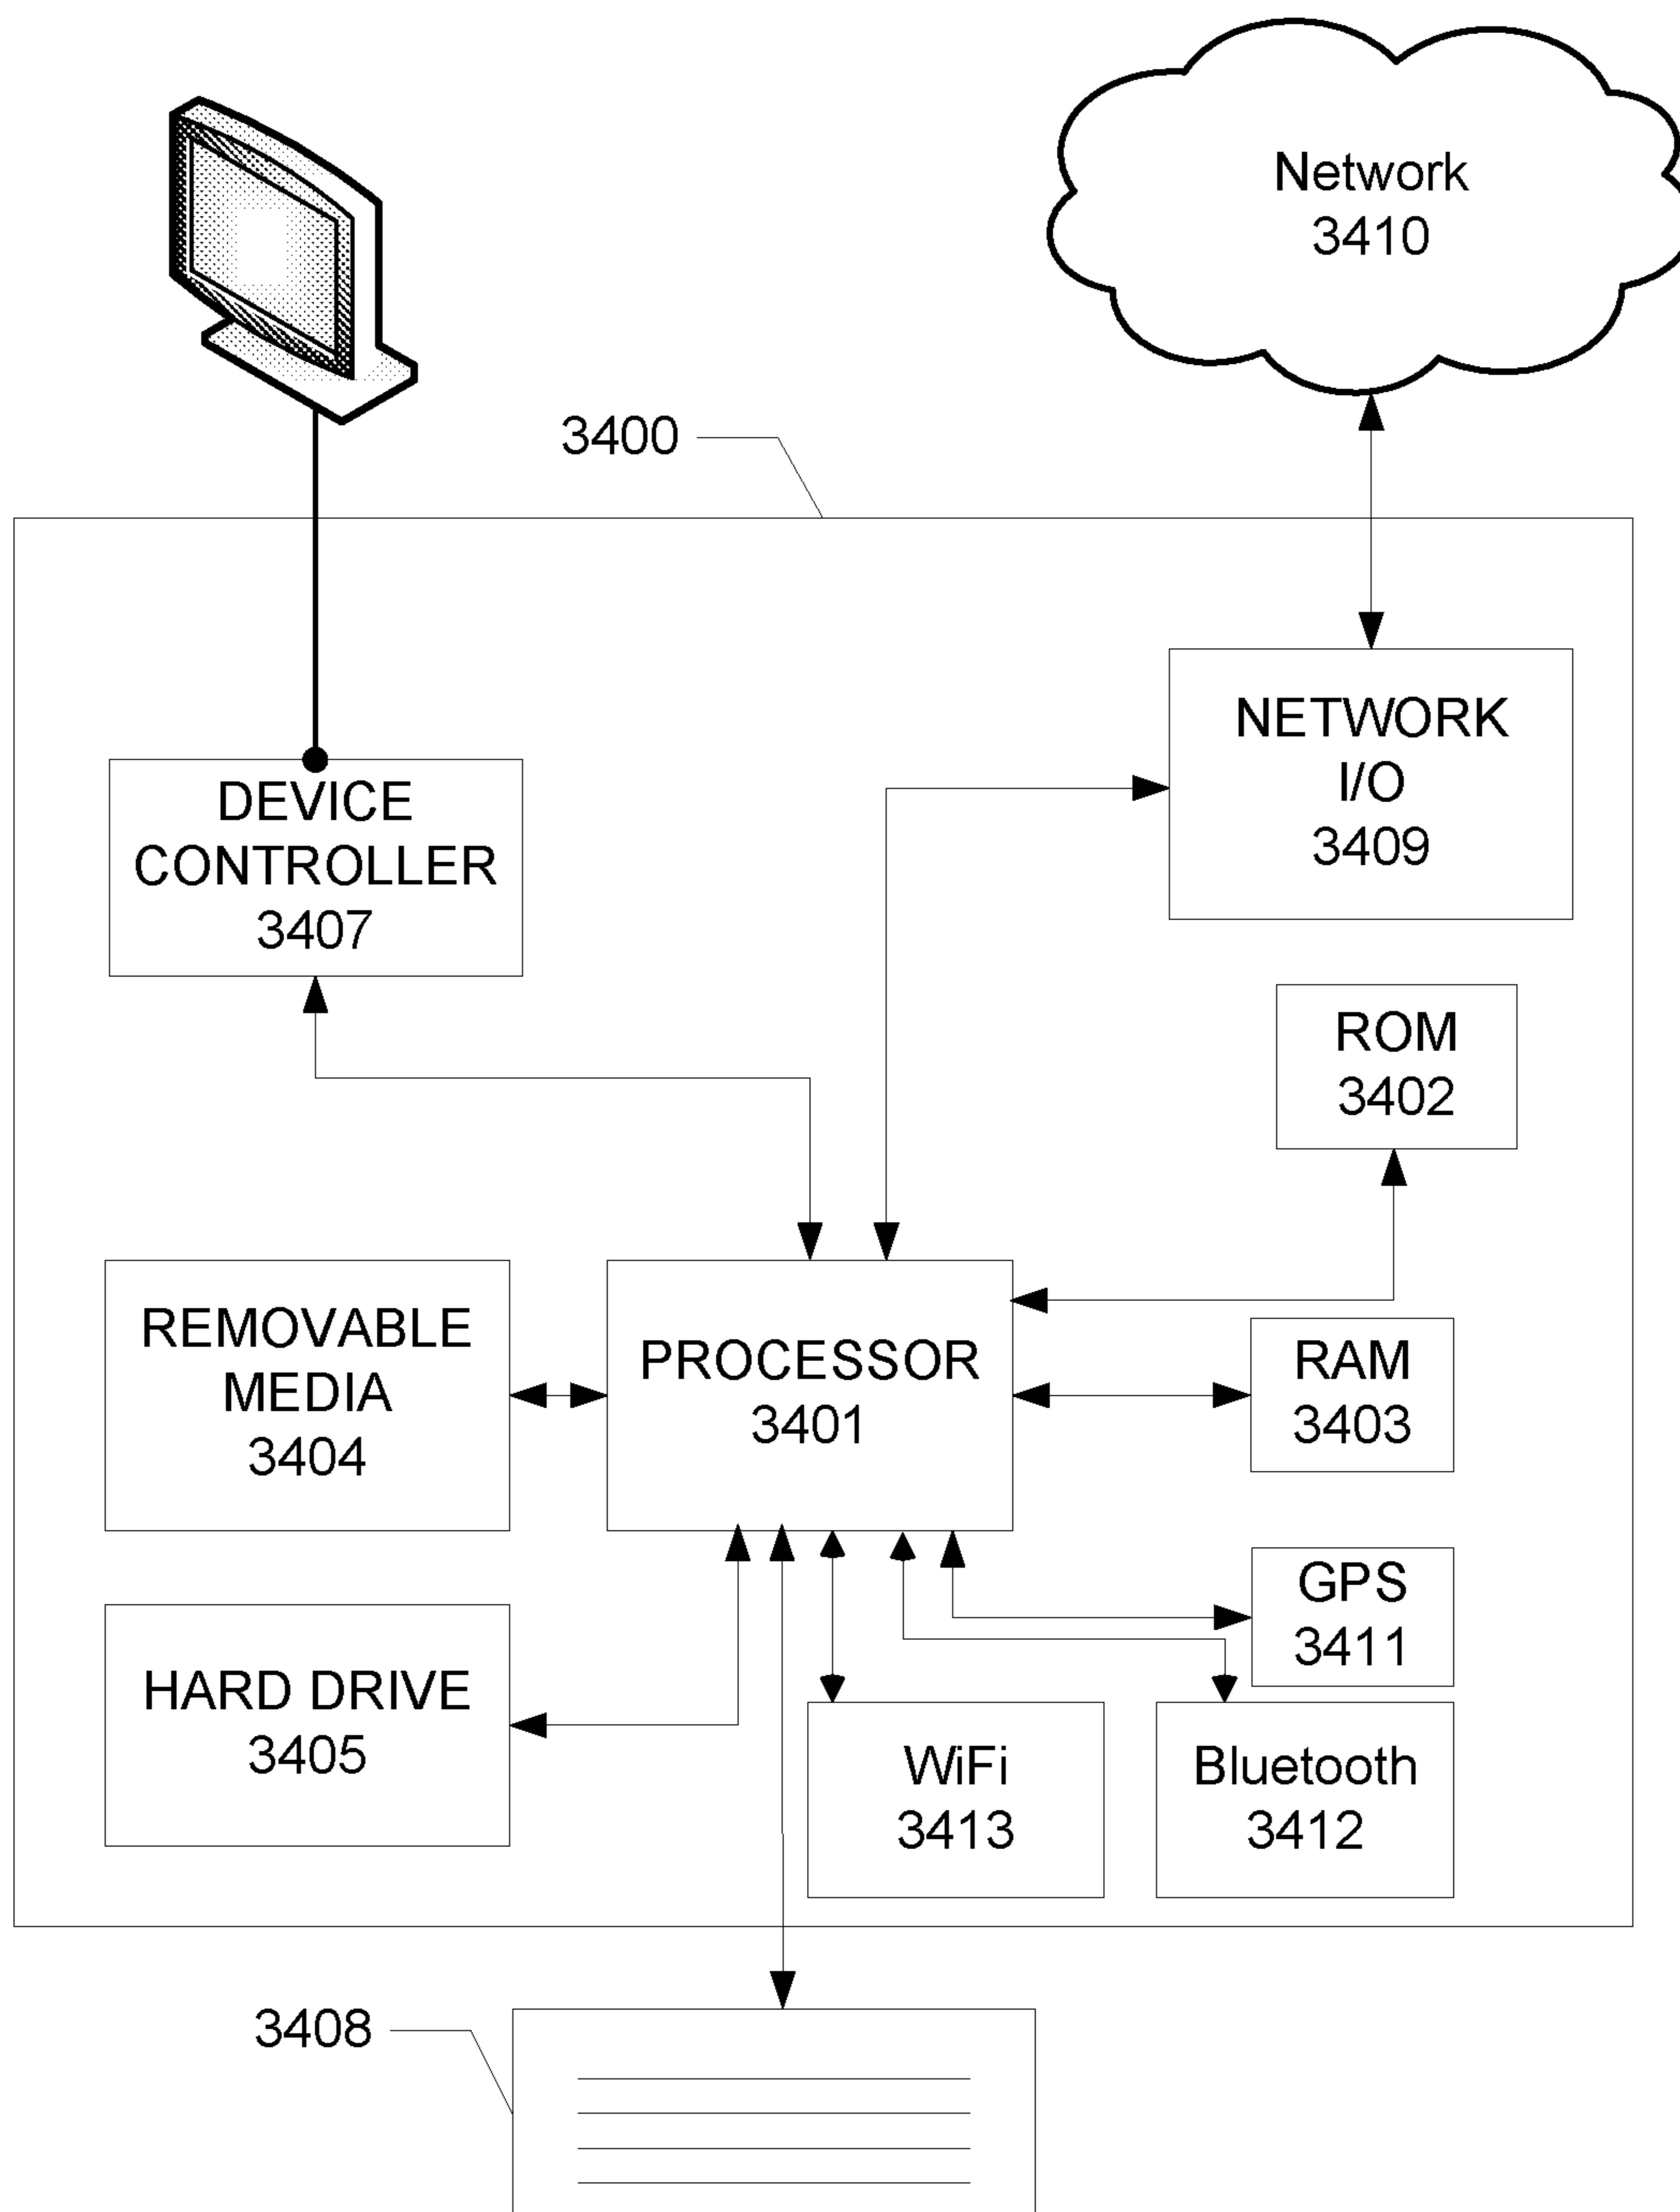 Network
3410
3400
NETWORK
I/O
3409
DEVICE
CONTROLLER
3407
ROM
3402
REMOVABLE
MEDIA
3404
PROCESSOR
3401
RAM
3403
GPS
3411
HARD DRIVE
3405
WiFi
3413
Bluetooth
3412
3408